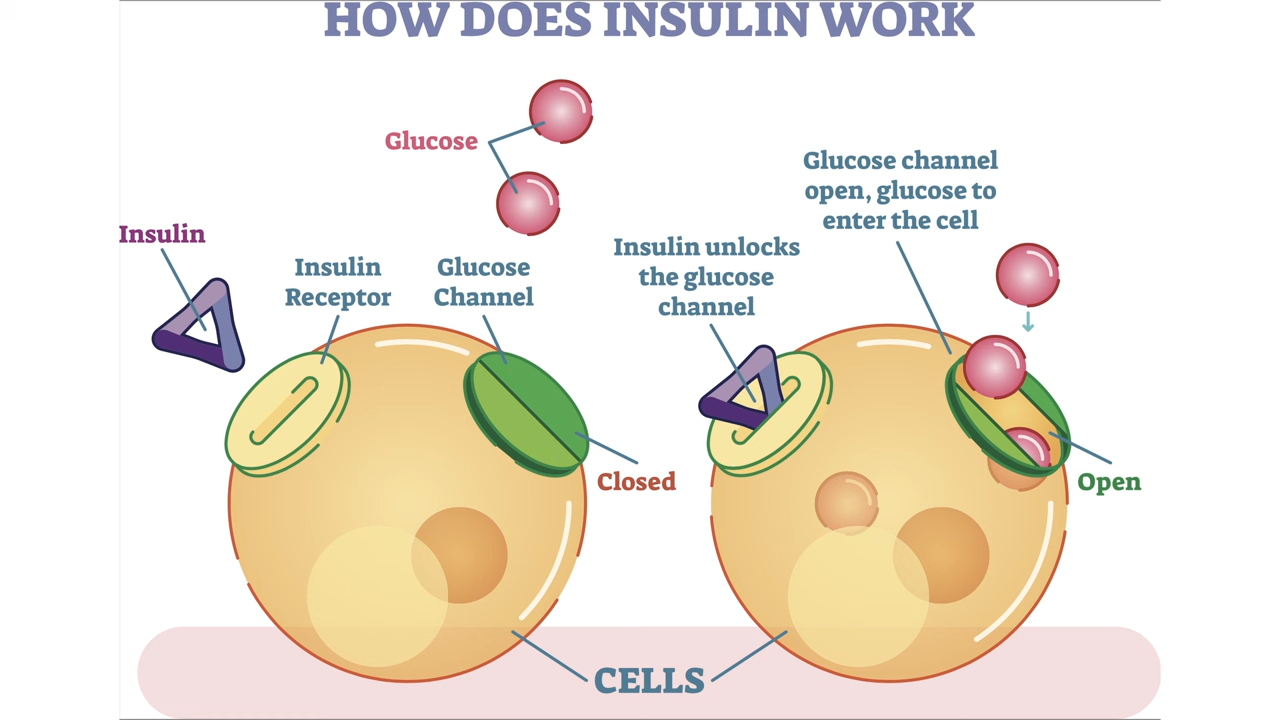 HOW DOES INSULIN WORK
Glucose
Insulin
Insulin
Receptor
Glucose
Channel
Closed
Insulin unlocks
the glucose
channel
Glucose channel
open, glucose to
enter the cell
Open
CELLS